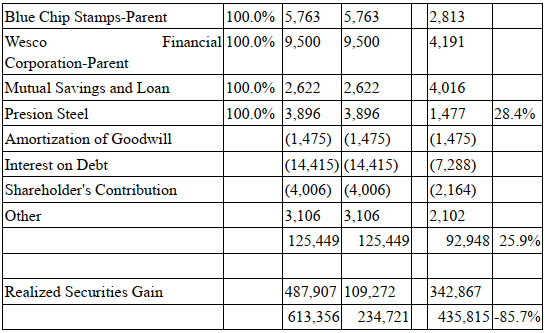 Blue Chip Stamps-Parent 100.0% 5,763 5,763 2,813
Wesco Financial 100.0% 9,500 9,500 4,191
Corporation-Parent
Mutual Savings and Loan 100.0% 2,622 2,622 4,016
Presion Steel 100.0% 3,896 3,896 1,477 28.4%
Amortization of Goodwill (1,475) (1,475) (1,475)
Interest on Debt (14,415) (14,415) (7,288)
Shareholder's Contribution (4,006) (4,006) (2,164)
Other 3,106 3,106 2,102
125,449 125,449 92,948 25.9%
Realized Securities Gain 487,907 109,272 342,867
613,356 234,721 435,815 -85.7%